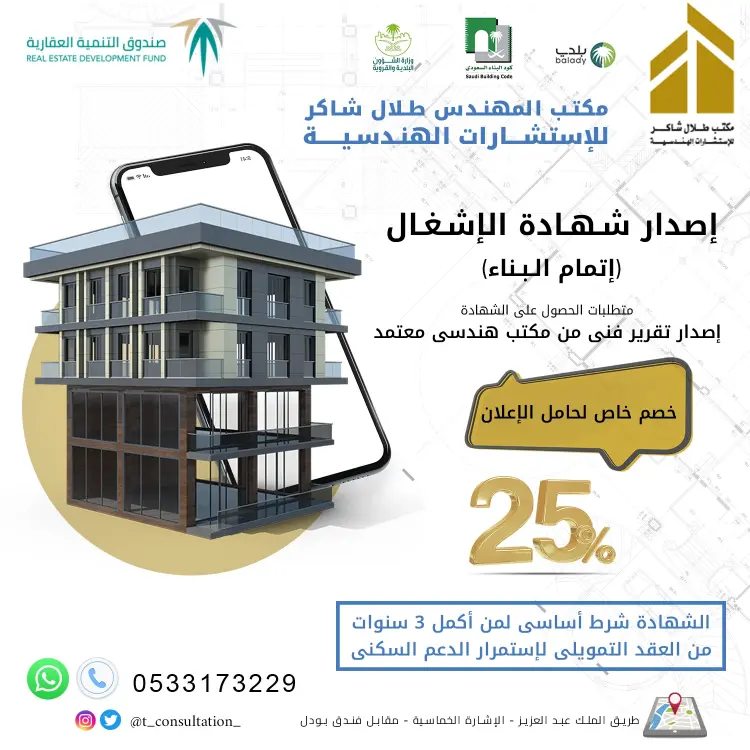 صندوق التنمية العقارية
REAL ESTATE DEVELOPMENT FUND
وزارة الشؤون
البلدية والقروية
كود البناء السعودي
Saudi Building Code
بلدي
balady
مكتب طلال شاكر
للإستشارات الهندسية
مكتب المهندس طلال شاكر
للإستشارات الهندسية
إصدار شهادة الإشغال
(إتمام البناء)
متطلبات الحصول على الشهادة
إصدار تقرير فنى من مكتب هندسى معتمد
خصم خاص لحامل الإعلان
25%
الشهادة شرط أساسى لمن أكمل 3 سنوات
من العقد التمويلى لإستمرار الدعم السكنى
0533173229
@t_consultation_
طريق الملك عبد العزيز - الإشارة الخماسية - مقابل فندق بودل